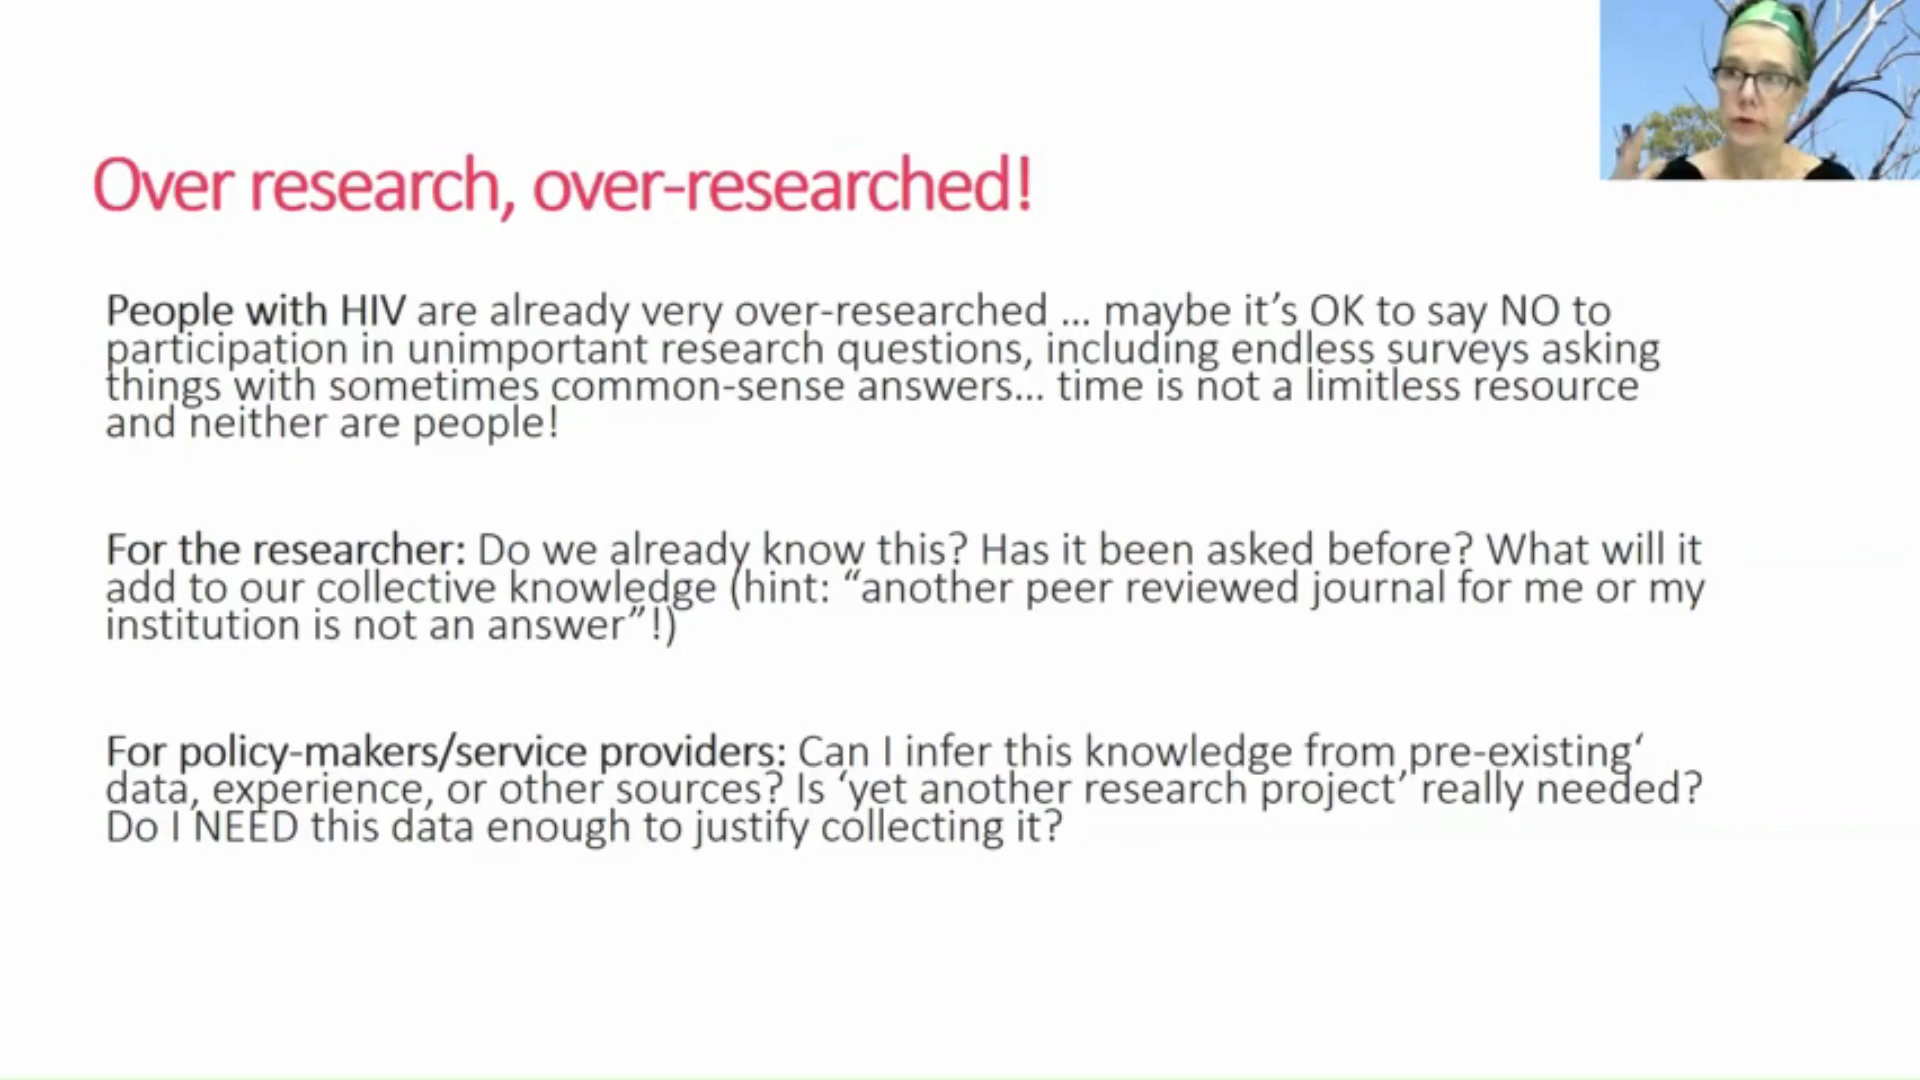 Over research, over-researched!
People with HIV are already very over-researched ... maybe it’s OK to say NO to
participation in unimportant research questions, including endless surveys asking
things with sometimes common-sense answers... time is not a limitless resource
and neither are people!
For the researcher: Do we already know this? Has it been asked before? What will it
add to our collective knowledge (hint: “another peer reviewed journal for me or my
institution is not an answer”!)
For policy-makers/service providers: Can I infer this knowledge from pre-existing‘
data, experience, or other sources? Is ‘yet another research project’ really needed?
Do I NEED this data enough to justify collecting it?